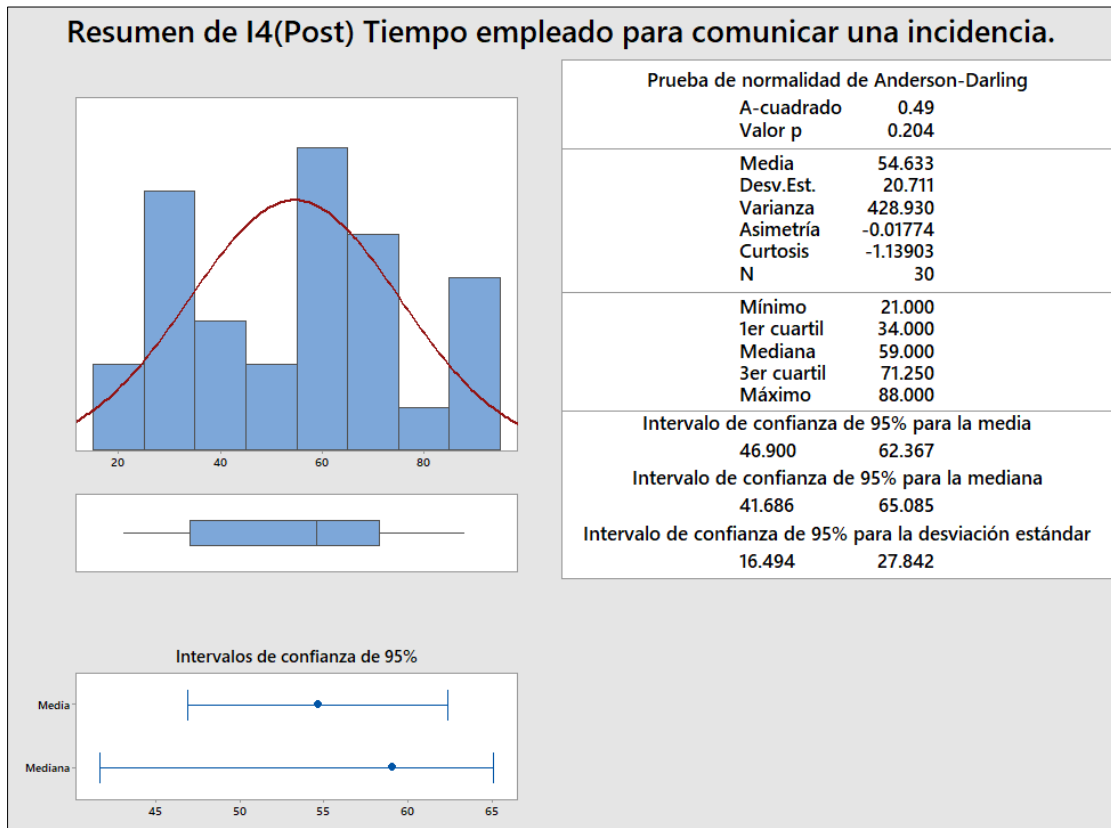 Resumen de I4(Post) Tiempo empleado para comunicar una incidencia.
20 40 60 80
Intervalos de confianza de 95%
Media
Mediana
45 50 55 60 65
Prueba de normalidad de Anderson-Darling
A-cuadrado 0.49
Valor p 0.204
Media 54.633
Desv.Est. 20.711
Varianza 428.930
Asimetría -0.01774
Curtosis -1.13903
N 30
Mínimo 21.000
1er cuartil 34.000
Mediana 59.000
3er cuartil 71.250
Máximo 88.000
Intervalo de confianza de 95% para la media
46.900 62.367
Intervalo de confianza de 95% para la mediana
41.686 65.085
Intervalo de confianza de 95% para la desviación estándar
16.494 27.842